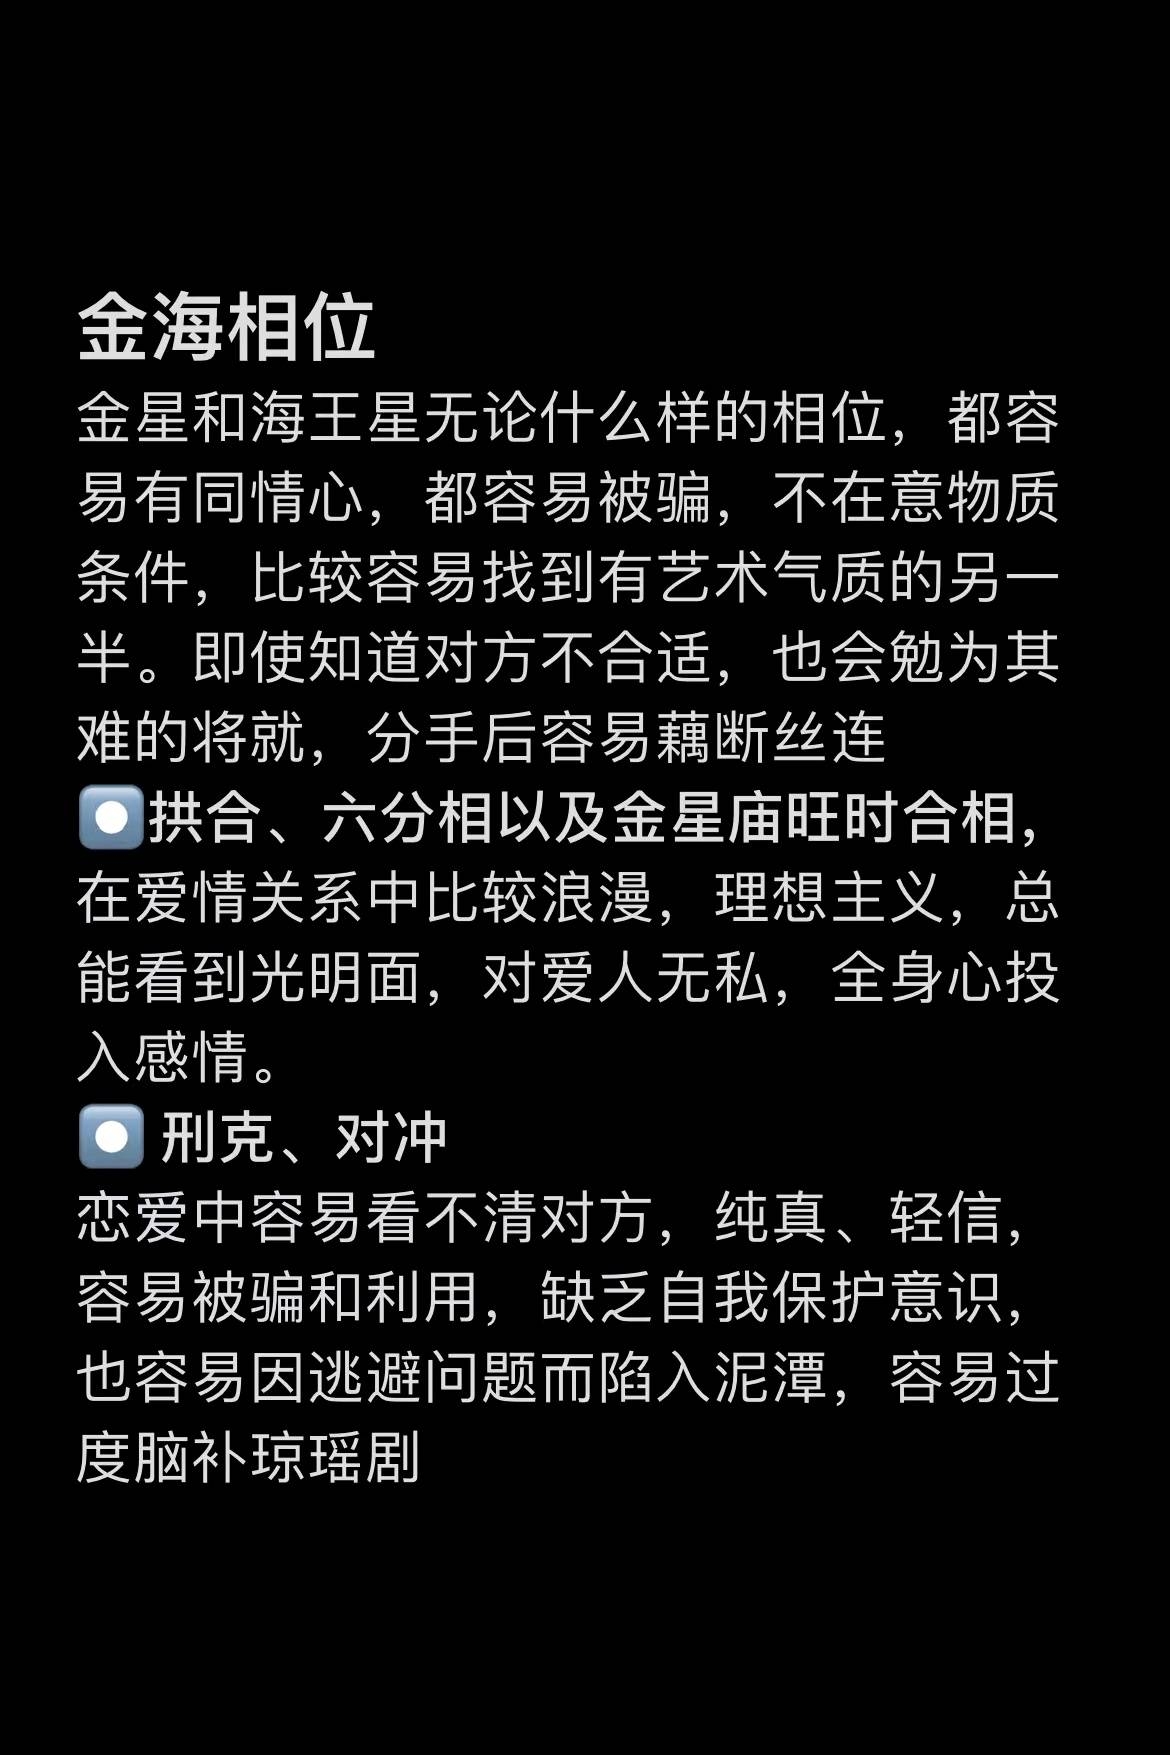 金海相位
金星和海王星无论什么样的相位，都容
易有同情心，都容易被骗，不在意物质
条件，比较容易找到有艺术气质的另一
半。即使知道对方不合适，也会勉为其
难的将就，分手后容易藕断丝连
⏺拱合、六分相以及金星庙旺时合相，
在爱情关系中比较浪漫，理想主义，总
能看到光明面，对爱人无私，全身心投
入感情。
⏺ 刑克、对冲
恋爱中容易看不清对方，纯真、轻信，
容易被骗和利用，缺乏自我保护意识，
也容易因逃避问题而陷入泥潭，容易过
度脑补琼瑶剧